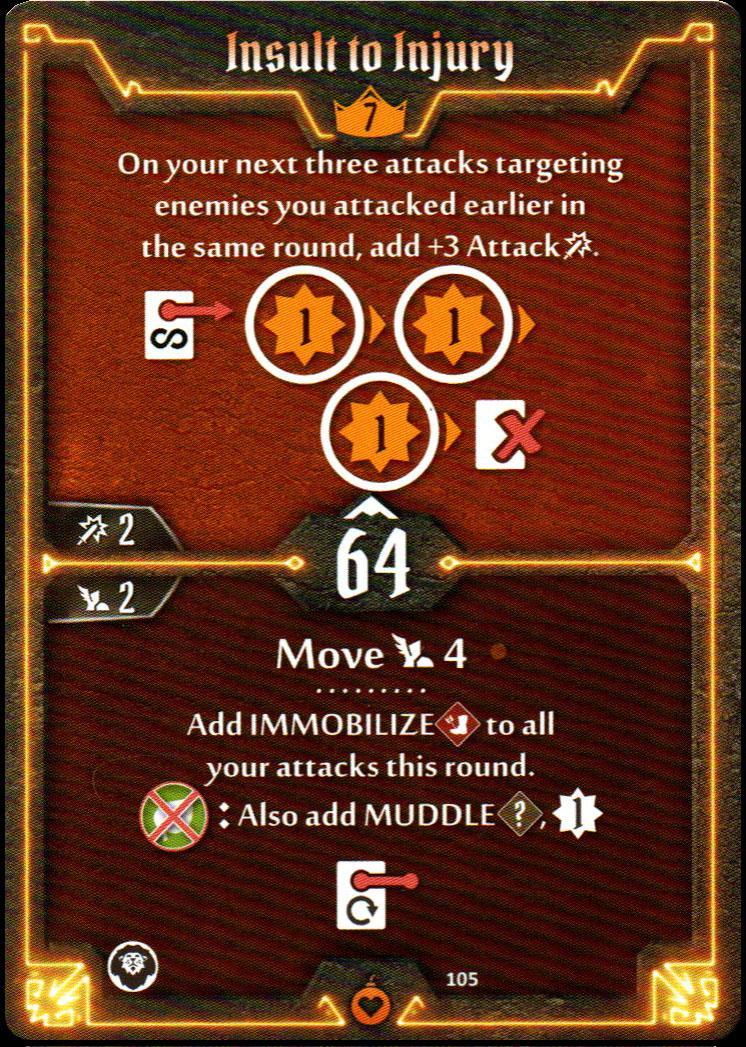 Insult to Injury
7
On your next three attacks targeting
enemies you attacked earlier in
the same round, add +3 Attack.
S 1 1
1
2
64
2
Move 4
Add IMMOBILIZE to all
your attacks this round.
: Also add MUDDLE ?, 1
105